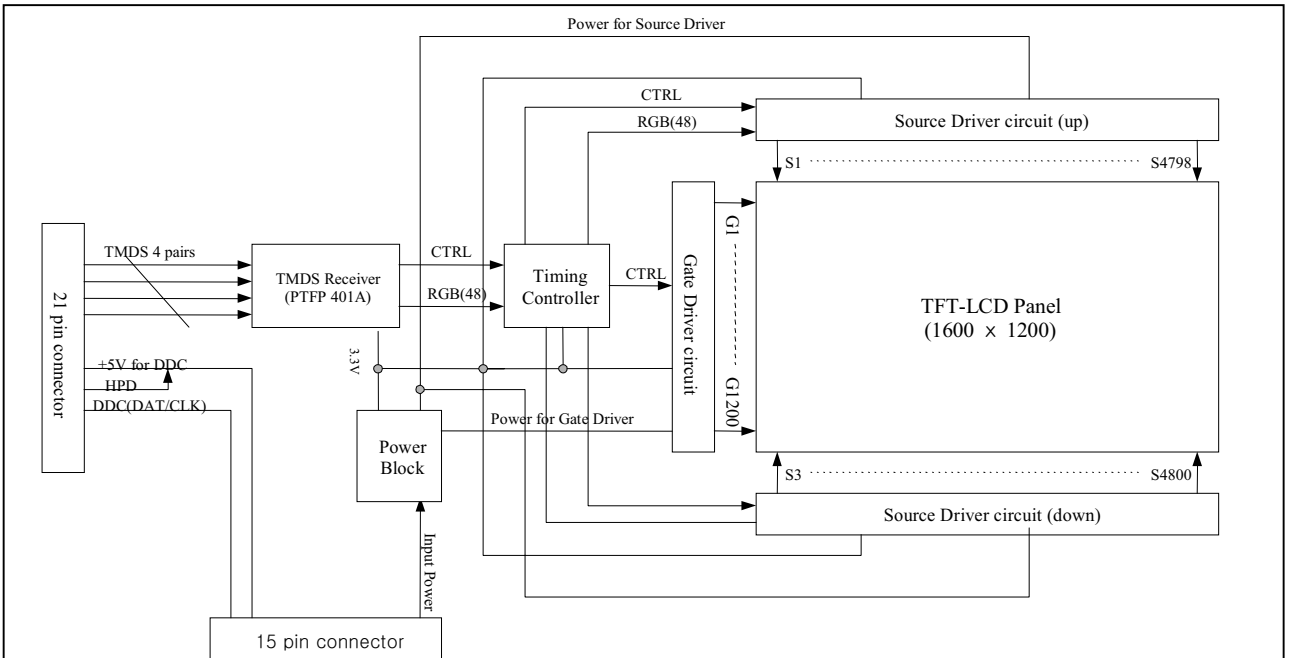 Power for Source Driver
CTRL
RGB(48)
Source Driver circuit (up)
S1
S4798
21 pin connector
TMDS 4 pairs
TMDS Receiver
(PTFP 401A)
CTRL
RGB(48)
Timing
Controller
CTRL
Gate Driver circuit
G1
G1200
TFT-LCD Panel
(1600 × 1200)
3.3V
+5V for DDC
HPD
DDC(DAT/CLK)
Power
Block
Power for Gate Driver
S3
S4800
Source Driver circuit (down)
Input Power
15 pin connector